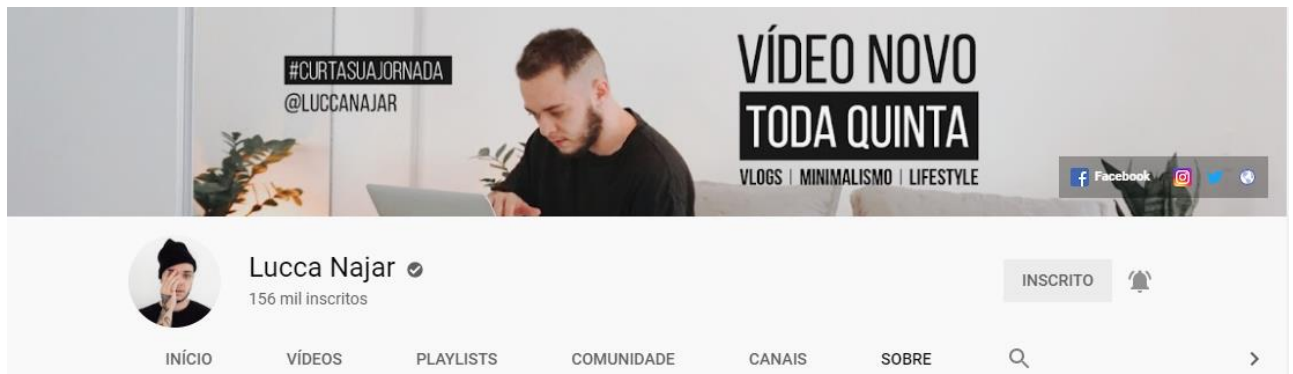 #CURTASUAJORNADA
@LUCCANAJAR
VÍDEO NOVO
TODA QUINTA
VLOGS | MINIMALISMO | LIFESTYLE
Facebook
Lucca Najar
156 mil inscritos
INSCRITO
INÍCIO VÍDEOS PLAYLISTS COMUNIDADE CANAIS SOBRE